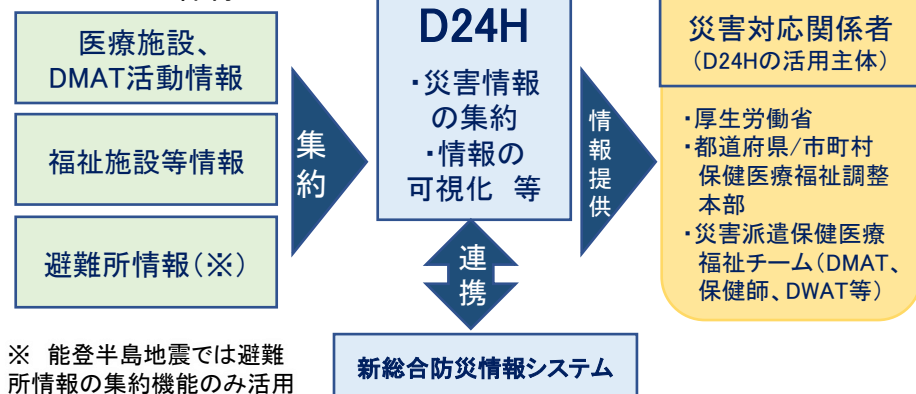 医療施設、
DMAT活動情報
福祉施設等情報
避難所情報(※)
※ 能登半島地震では避難
所情報の集約機能のみ活用
集
約
D24H
・災害情報
の集約
・情報の
可視化 等
連
携
新総合防災情報システム
情
報
提
供
災害対応関係者
(D24Hの活用主体)
・厚生労働省
・都道府県/市町村
保健医療福祉調整
本部
・災害派遣保健医療
福祉チーム(DMAT、
保健師、DWAT等)